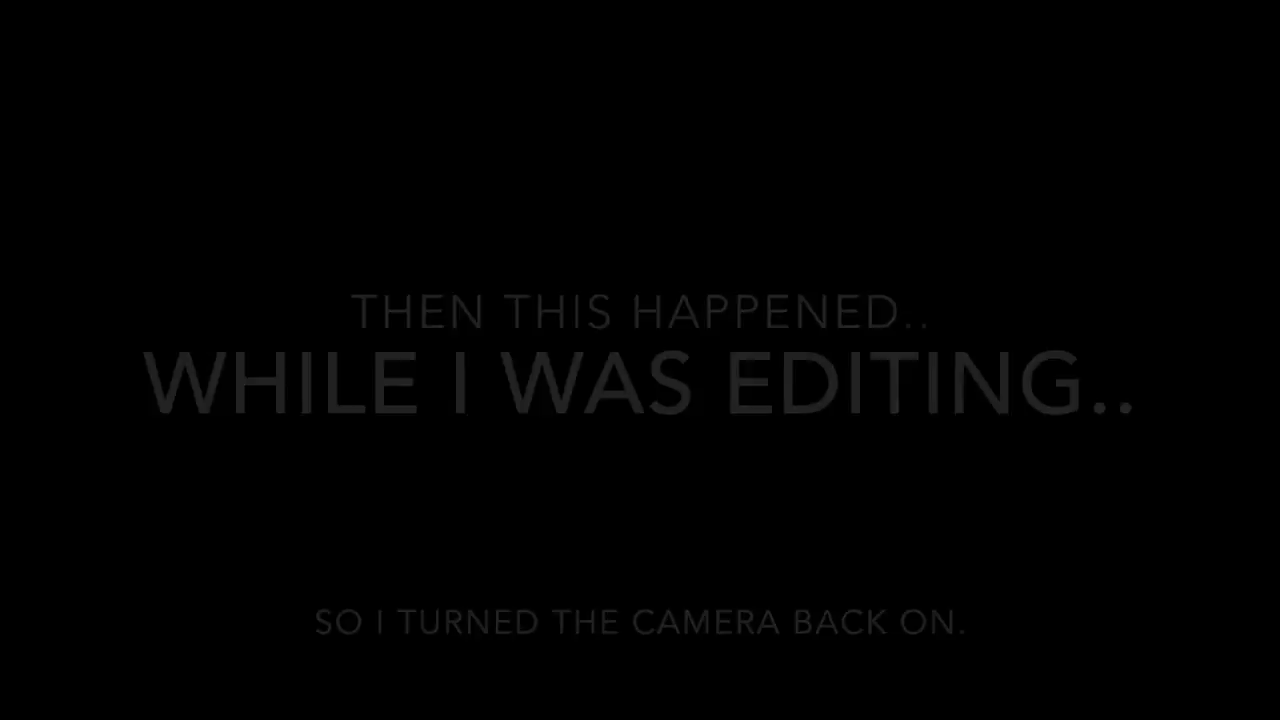 THEN THIS HAPPENED..
WHILE I WAS EDITING..
SO I TURNED THE CAMERA BACK ON.